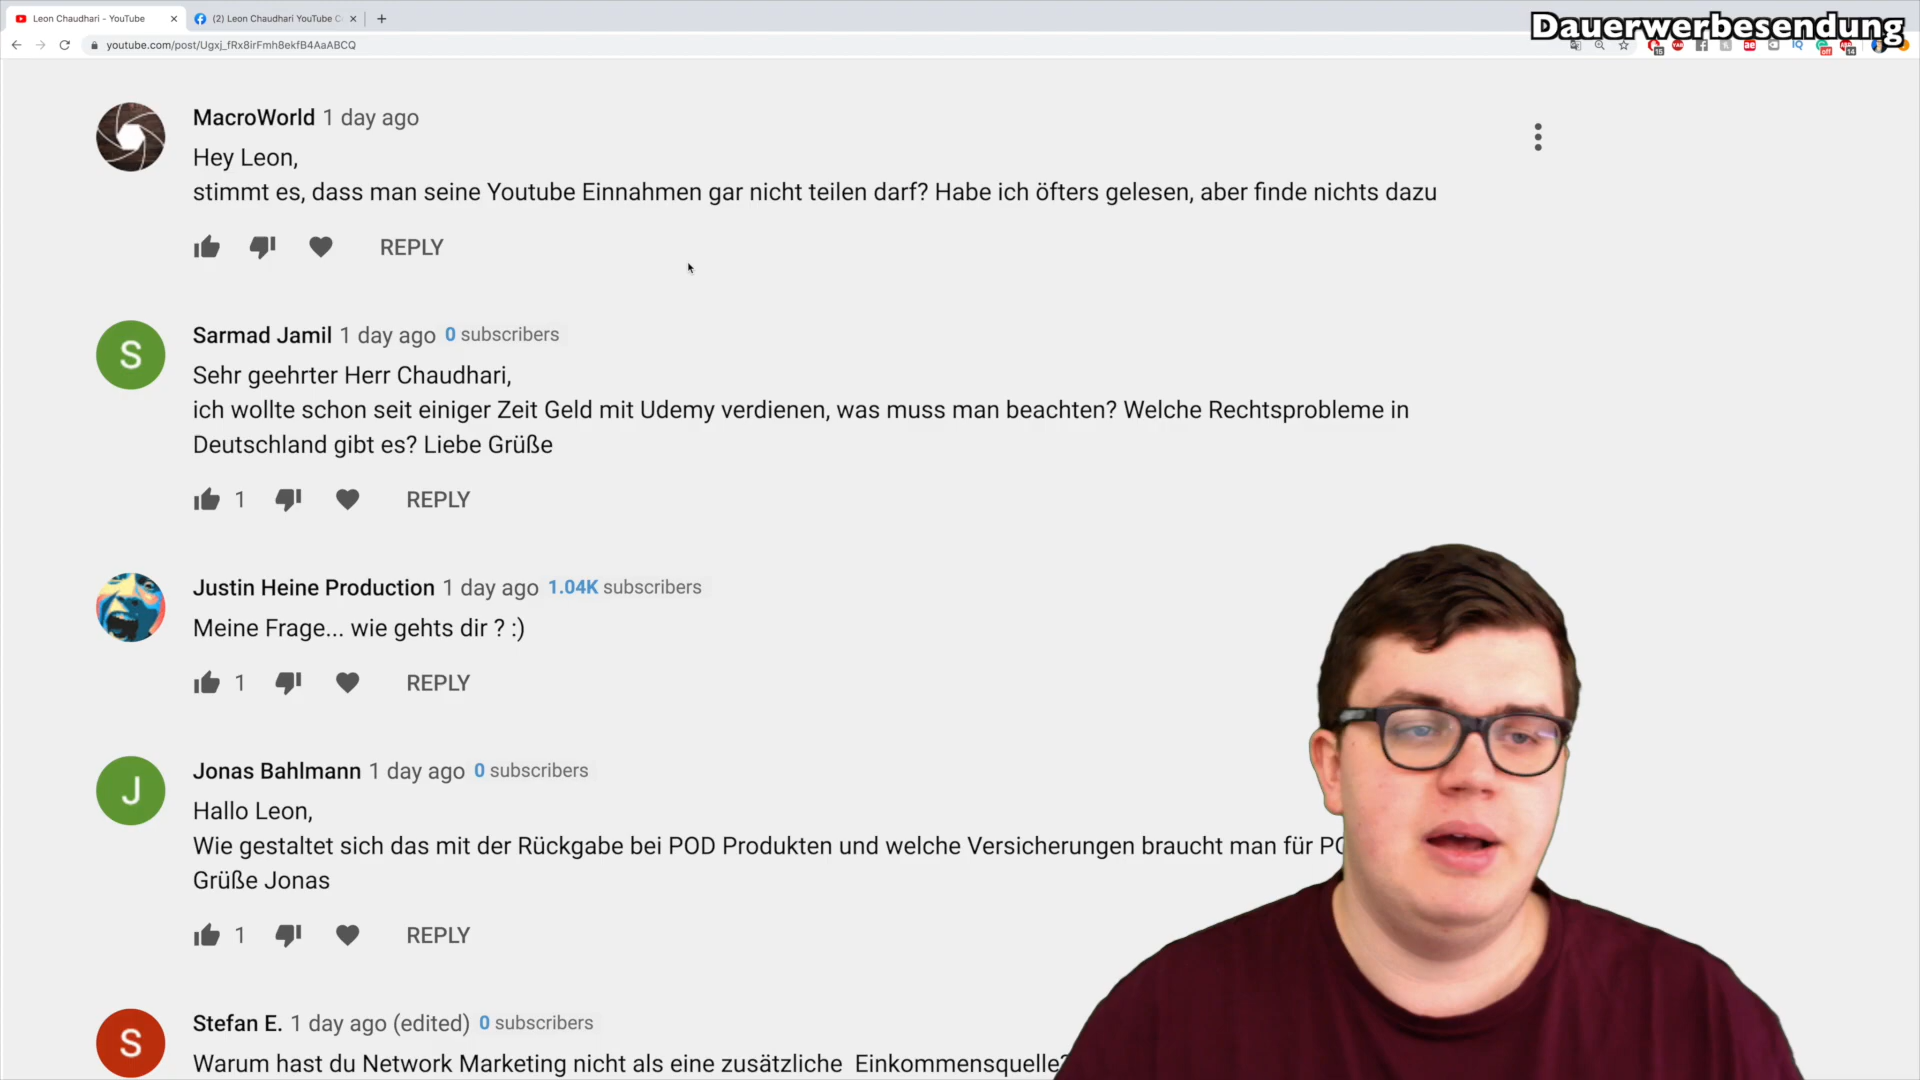 Leon Chaudhari - YouTube
(2) Leon Chaudhari YouTube C
Dauerwerbesendung
youtube.com/post/Ugxj_fRx8irFmh8ekfB4AaABCQ
MacroWorld 1 day ago
Hey Leon,
stimmt es, dass man seine Youtube Einnahmen gar nicht teilen darf? Habe ich öfters gelesen, aber finde nichts dazu
REPLY
S
Sarmad Jamil 1 day ago 0 subscribers
Sehr geehrter Herr Chaudhari,
ich wollte schon seit einiger Zeit Geld mit Udemy verdienen, was muss man beachten? Welche Rechtsprobleme in
Deutschland gibt es? Liebe Grüße
1 REPLY
Justin Heine Production 1 day ago 1.04K subscribers
Meine Frage... wie gehts dir ? :)
1 REPLY
J
Jonas Bahlmann 1 day ago 0 subscribers
Hallo Leon,
Wie gestaltet sich das mit der Rückgabe bei POD Produkten und welche Versicherungen braucht man für
Grüße Jonas
1 REPLY
S
Stefan E. 1 day ago (edited) 0 subscribers
Warum hast du Network Marketing nicht als eine zusätzliche Einkommensquelle?